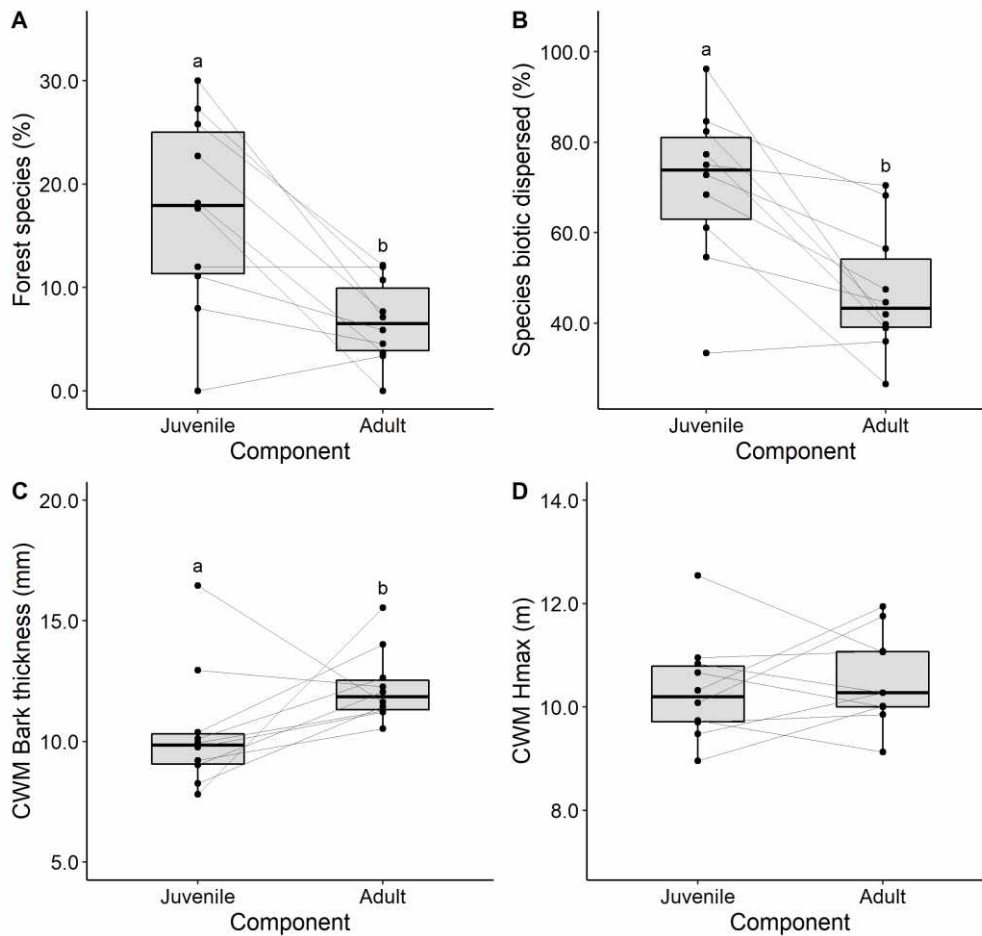 A
Forest species (%)
30.0
20.0
10.0
0.0
a
b
Juvenile
Adult
Component
B
Species biotic dispersed (%)
100.0
80.0
60.0
40.0
a
b
Juvenile
Adult
Component
C
CWM Bark thickness (mm)
20.0
15.0
10.0
5.0
a
b
Juvenile
Adult
Component
D
CWM Hmax (m)
14.0
12.0
10.0
8.0
Juvenile
Adult
Component